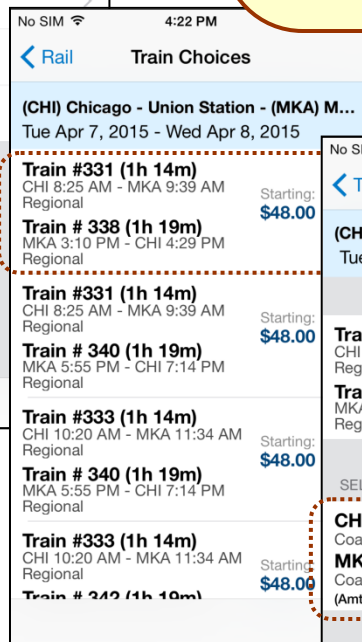 No SIM 4:22 PM
Rail Train Choices
(CHI) Chicago - Union Station - (MKA) M...
Tue Apr 7, 2015 - Wed Apr 8, 2015
Train #331 (1h 14m)
CHI 8:25 AM - MKA 9:39 AM
Regional
Starting:
$48.00
Train # 338 (1h 19m)
MKA 3:10 PM - CHI 4:29 PM
Regional
Train #331 (1h 14m)
CHI 8:25 AM - MKA 9:39 AM
Regional
Starting:
$48.00
Train # 340 (1h 19m)
MKA 5:55 PM - CHI 7:14 PM
Regional
Train #333 (1h 14m)
CHI 10:20 AM - MKA 11:34 AM
Regional
Starting:
$48.00
Train # 340 (1h 19m)
MKA 5:55 PM - CHI 7:14 PM
Regional
Train #333 (1h 14m)
CHI 10:20 AM - MKA 11:34 AM
Regional
Starting
$48.00
Train # 342 (1h 19m)
No
(CH
Tue
CHI
Reg
Reg
CH
MK
(Amt